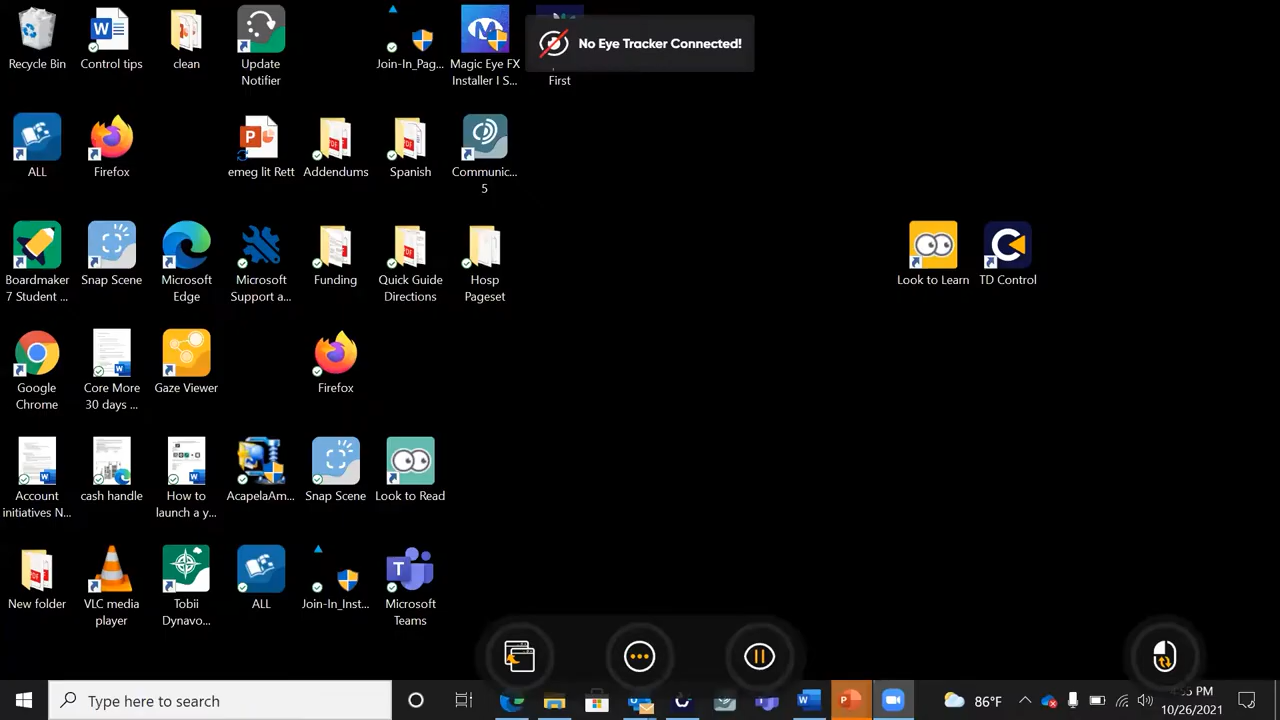 No Eye Tracker Connected!
Recycle Bin
Control tips
clean
Update
Notifier
Join-In_Pag...
Magic Eye FX
Installer I S...
First
ALL
Firefox
emeg lit Rett
Addendums
Spanish
Communic...
5
Boardmaker
7 Student ...
Snap Scene
Microsoft
Edge
Microsoft
Support a...
Funding
Quick Guide
Directions
Hosp
Pageset
Look to Learn
TD Control
Google
Chrome
Core More
30 days ...
Gaze Viewer
Firefox
Account
initiatives N...
cash handle
How to
launch a y...
AcapelaAm...
Snap Scene
Look to Read
New folder
VLC media
player
Tobii
Dynavo...
ALL
Join-In_Inst...
Microsoft
Teams
Type here to search
86°F
:35 PM
10/26/2021